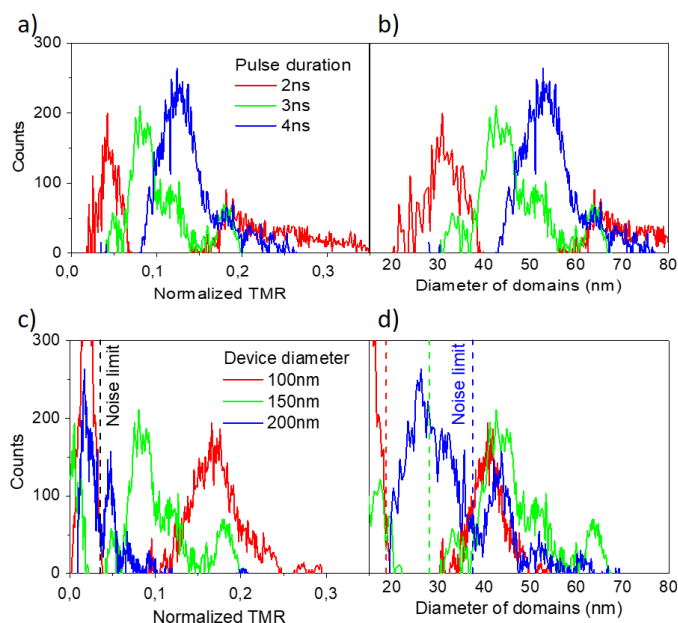 a)
b)
300
200
100
0
Counts
Pulse duration
2ns
3ns
4ns
0,0
0,1
0,2
0,3
20
30
40
50
60
70
80
Normalized TMR
Diameter of domains (nm)
c)
d)
300
200
100
0
Counts
Noise limit
Device diameter
100nm
150nm
200nm
Noise limit
0,0
0,1
0,2
0,3
20
30
40
50
60
70
80
Normalized TMR
Diameter of domains (nm)